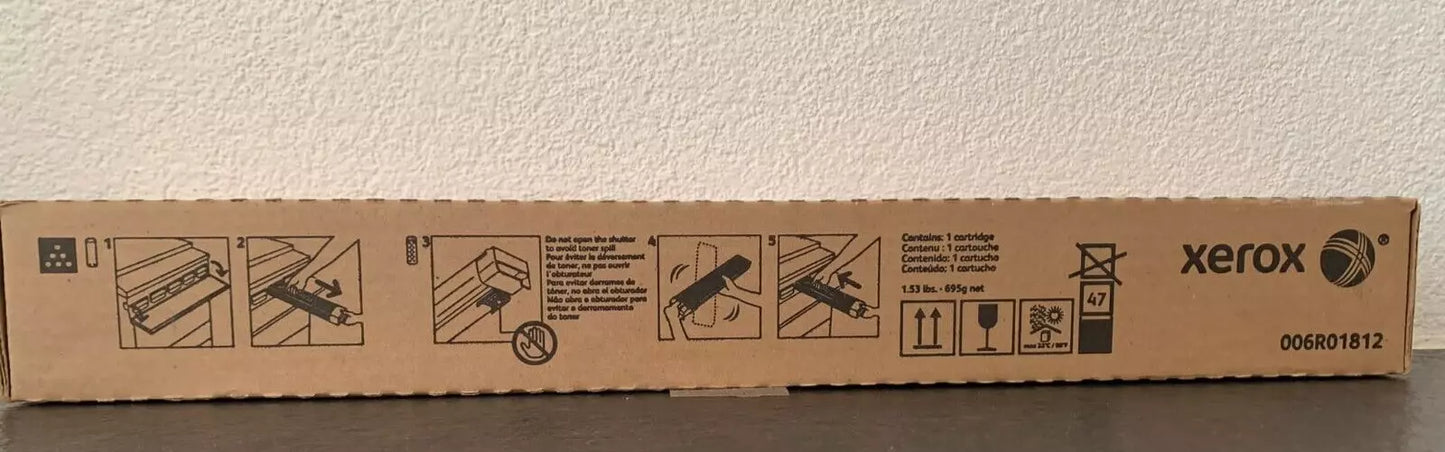 1
2
3
Do not open the shutter
to avoid toner spill
Pour éviter le déversement
de toner, ne pas ouvrir
l'obturateur
Para evitar derrames de
tóner, no abra el obturador
Não abra o obturador para
evitar o derramamento
do toner
4
5
Contains: 1 cartridge
Contenu : 1 cartouche
Contenido: 1 cartucho
Conteúdo: 1 cartucho
1.53 lbs. - 695g net
max 32°C / 90°F
47
xerox ®
006R01812